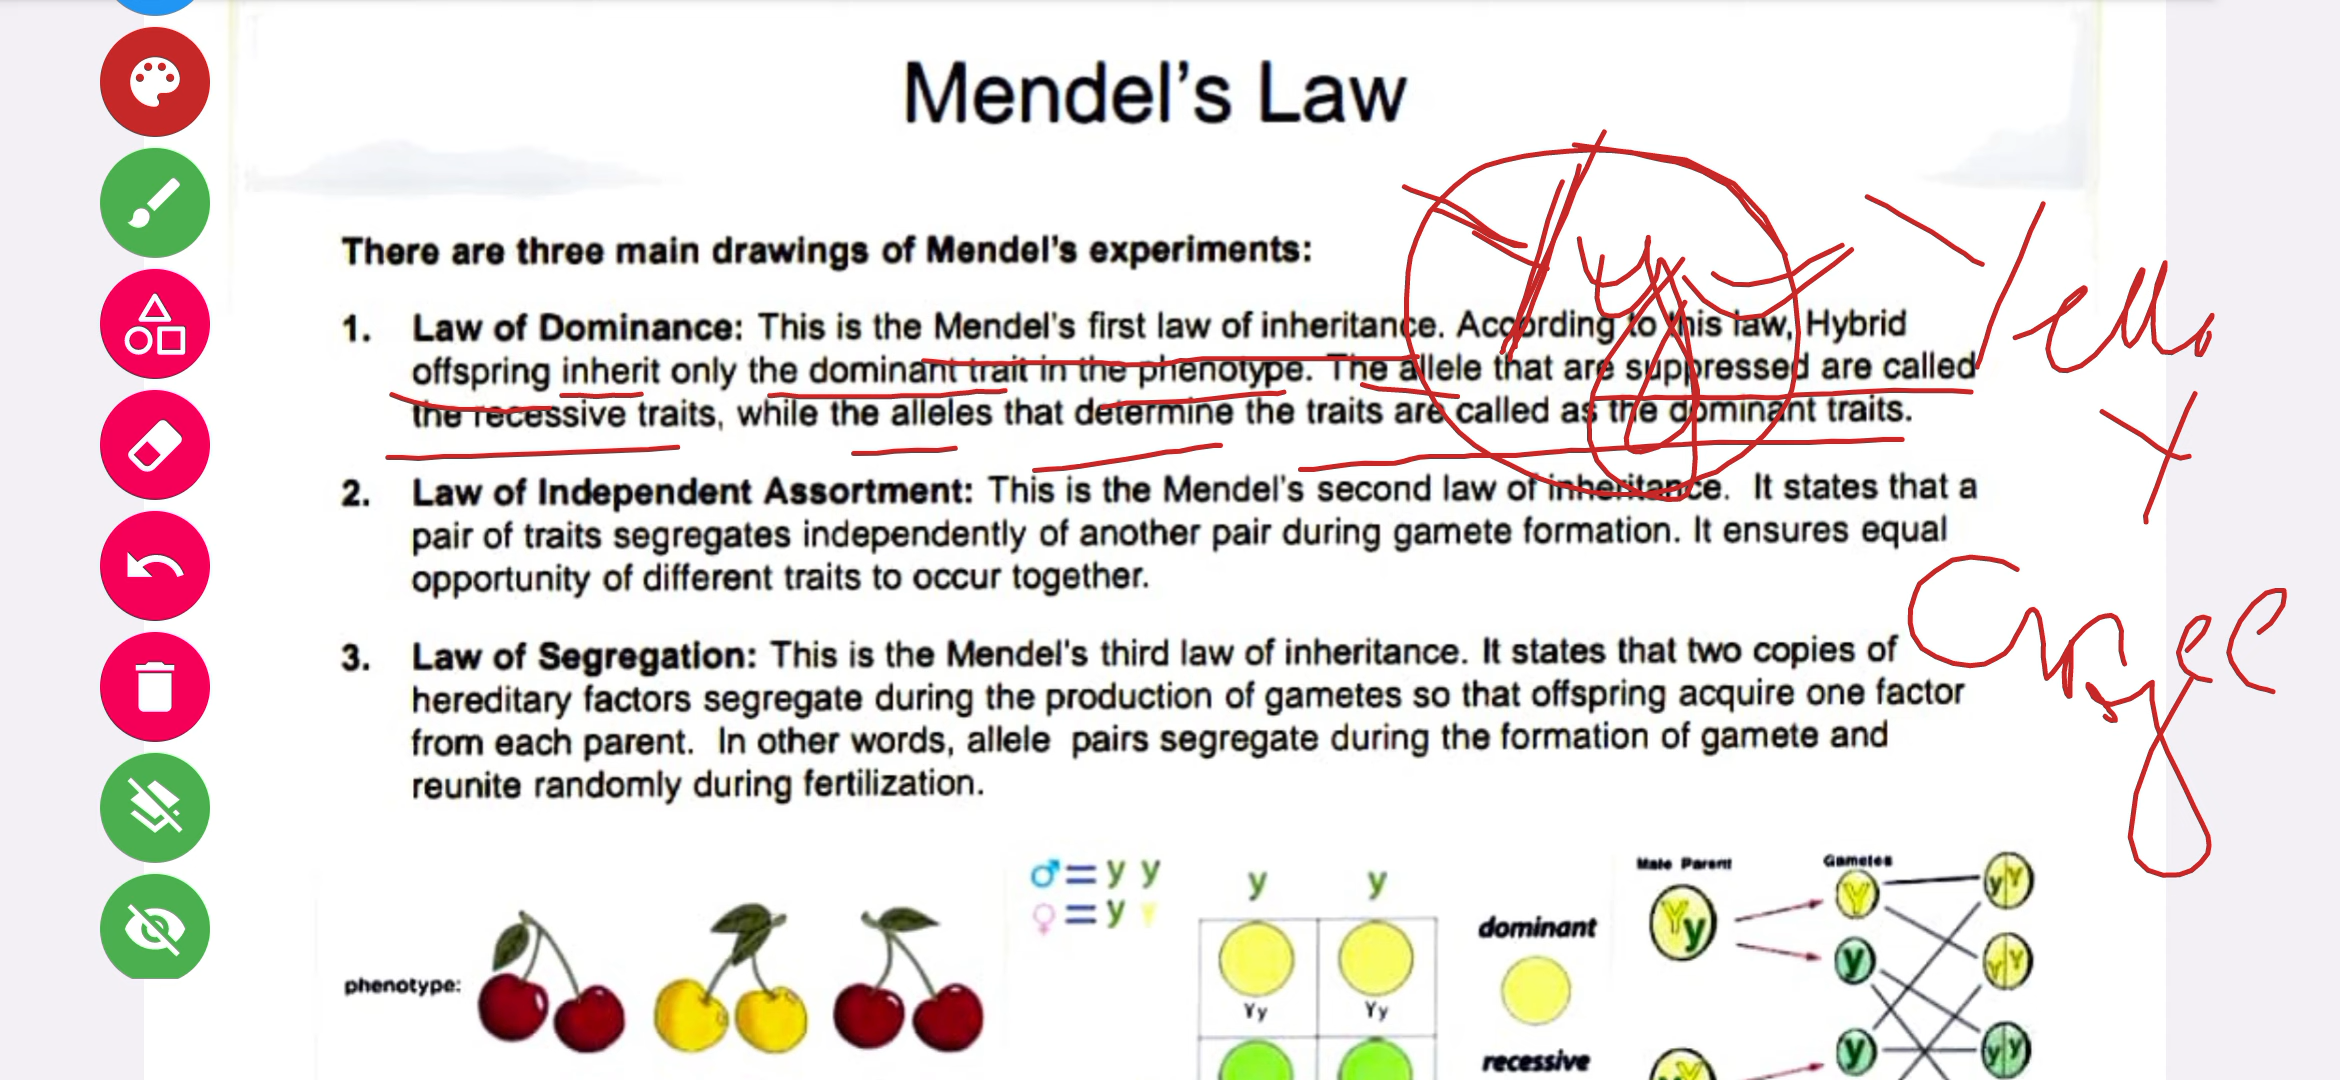 Mendel's Law
There are three main drawings of Mendel's experiments:
1. Law of Dominance: This is the Mendel's first law of inheritance. According to this law, Hybrid
offspring inherit only the dominant trait in the phenotype. The allele that are suppressed are called
the recessive traits, while the alleles that determine the traits are called as the dominant traits.
2. Law of Independent Assortment: This is the Mendel's second law of inheritance. It states that a
pair of traits segregates independently of another pair during gamete formation. It ensures equal
opportunity of different traits to occur together.
3. Law of Segregation: This is the Mendel's third law of inheritance. It states that two copies of
hereditary factors segregate during the production of gametes so that offspring acquire one factor
from each parent. In other words, allele pairs segregate during the formation of gamete and
reunite randomly during fertilization.
phenotype:
♂ = y y
♀ = y Y
y y
Yy Yy
dominant
recessive
Male Parent
Gametes
Yy
Y
y
y
yY
yY
yy